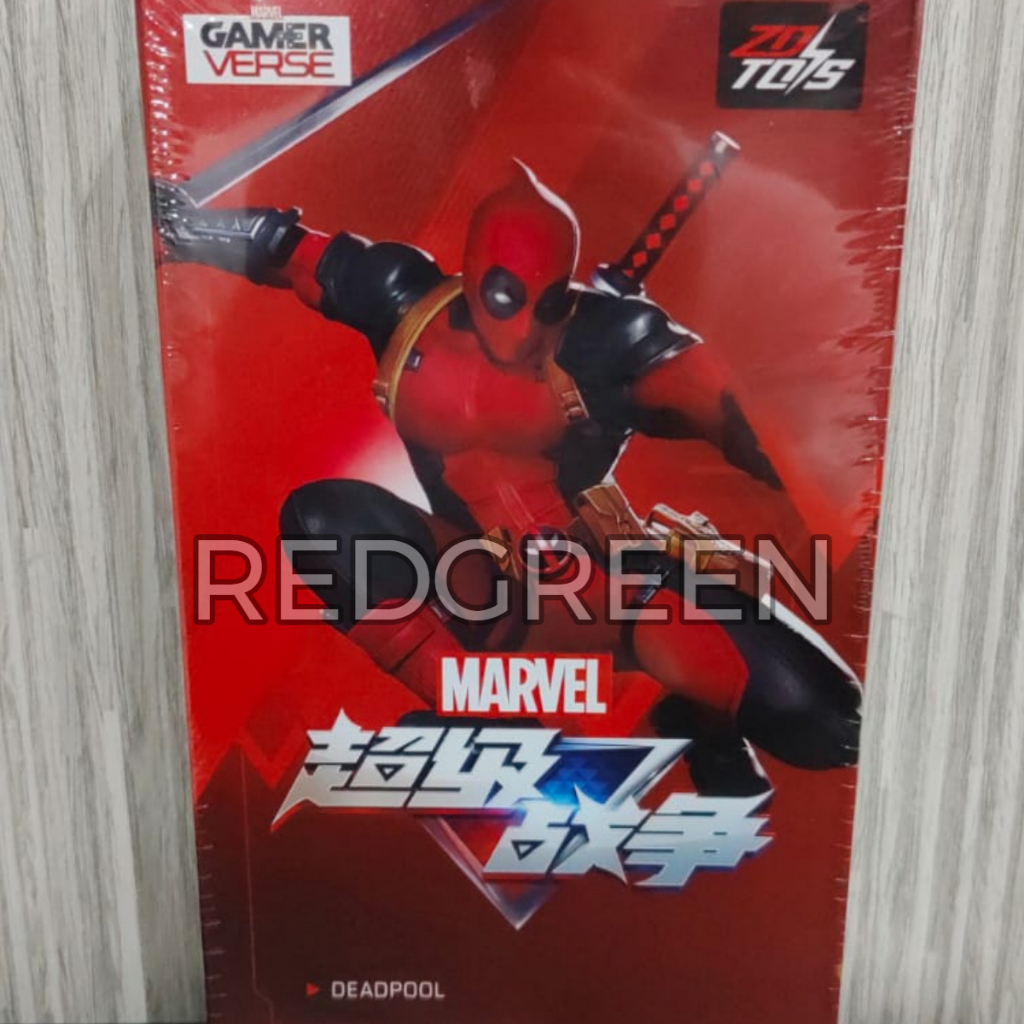 MARVEL
GAMER
VERSE
ZD
TOYS
REDGREEN
MARVEL
超级
战争
DEADPOOL